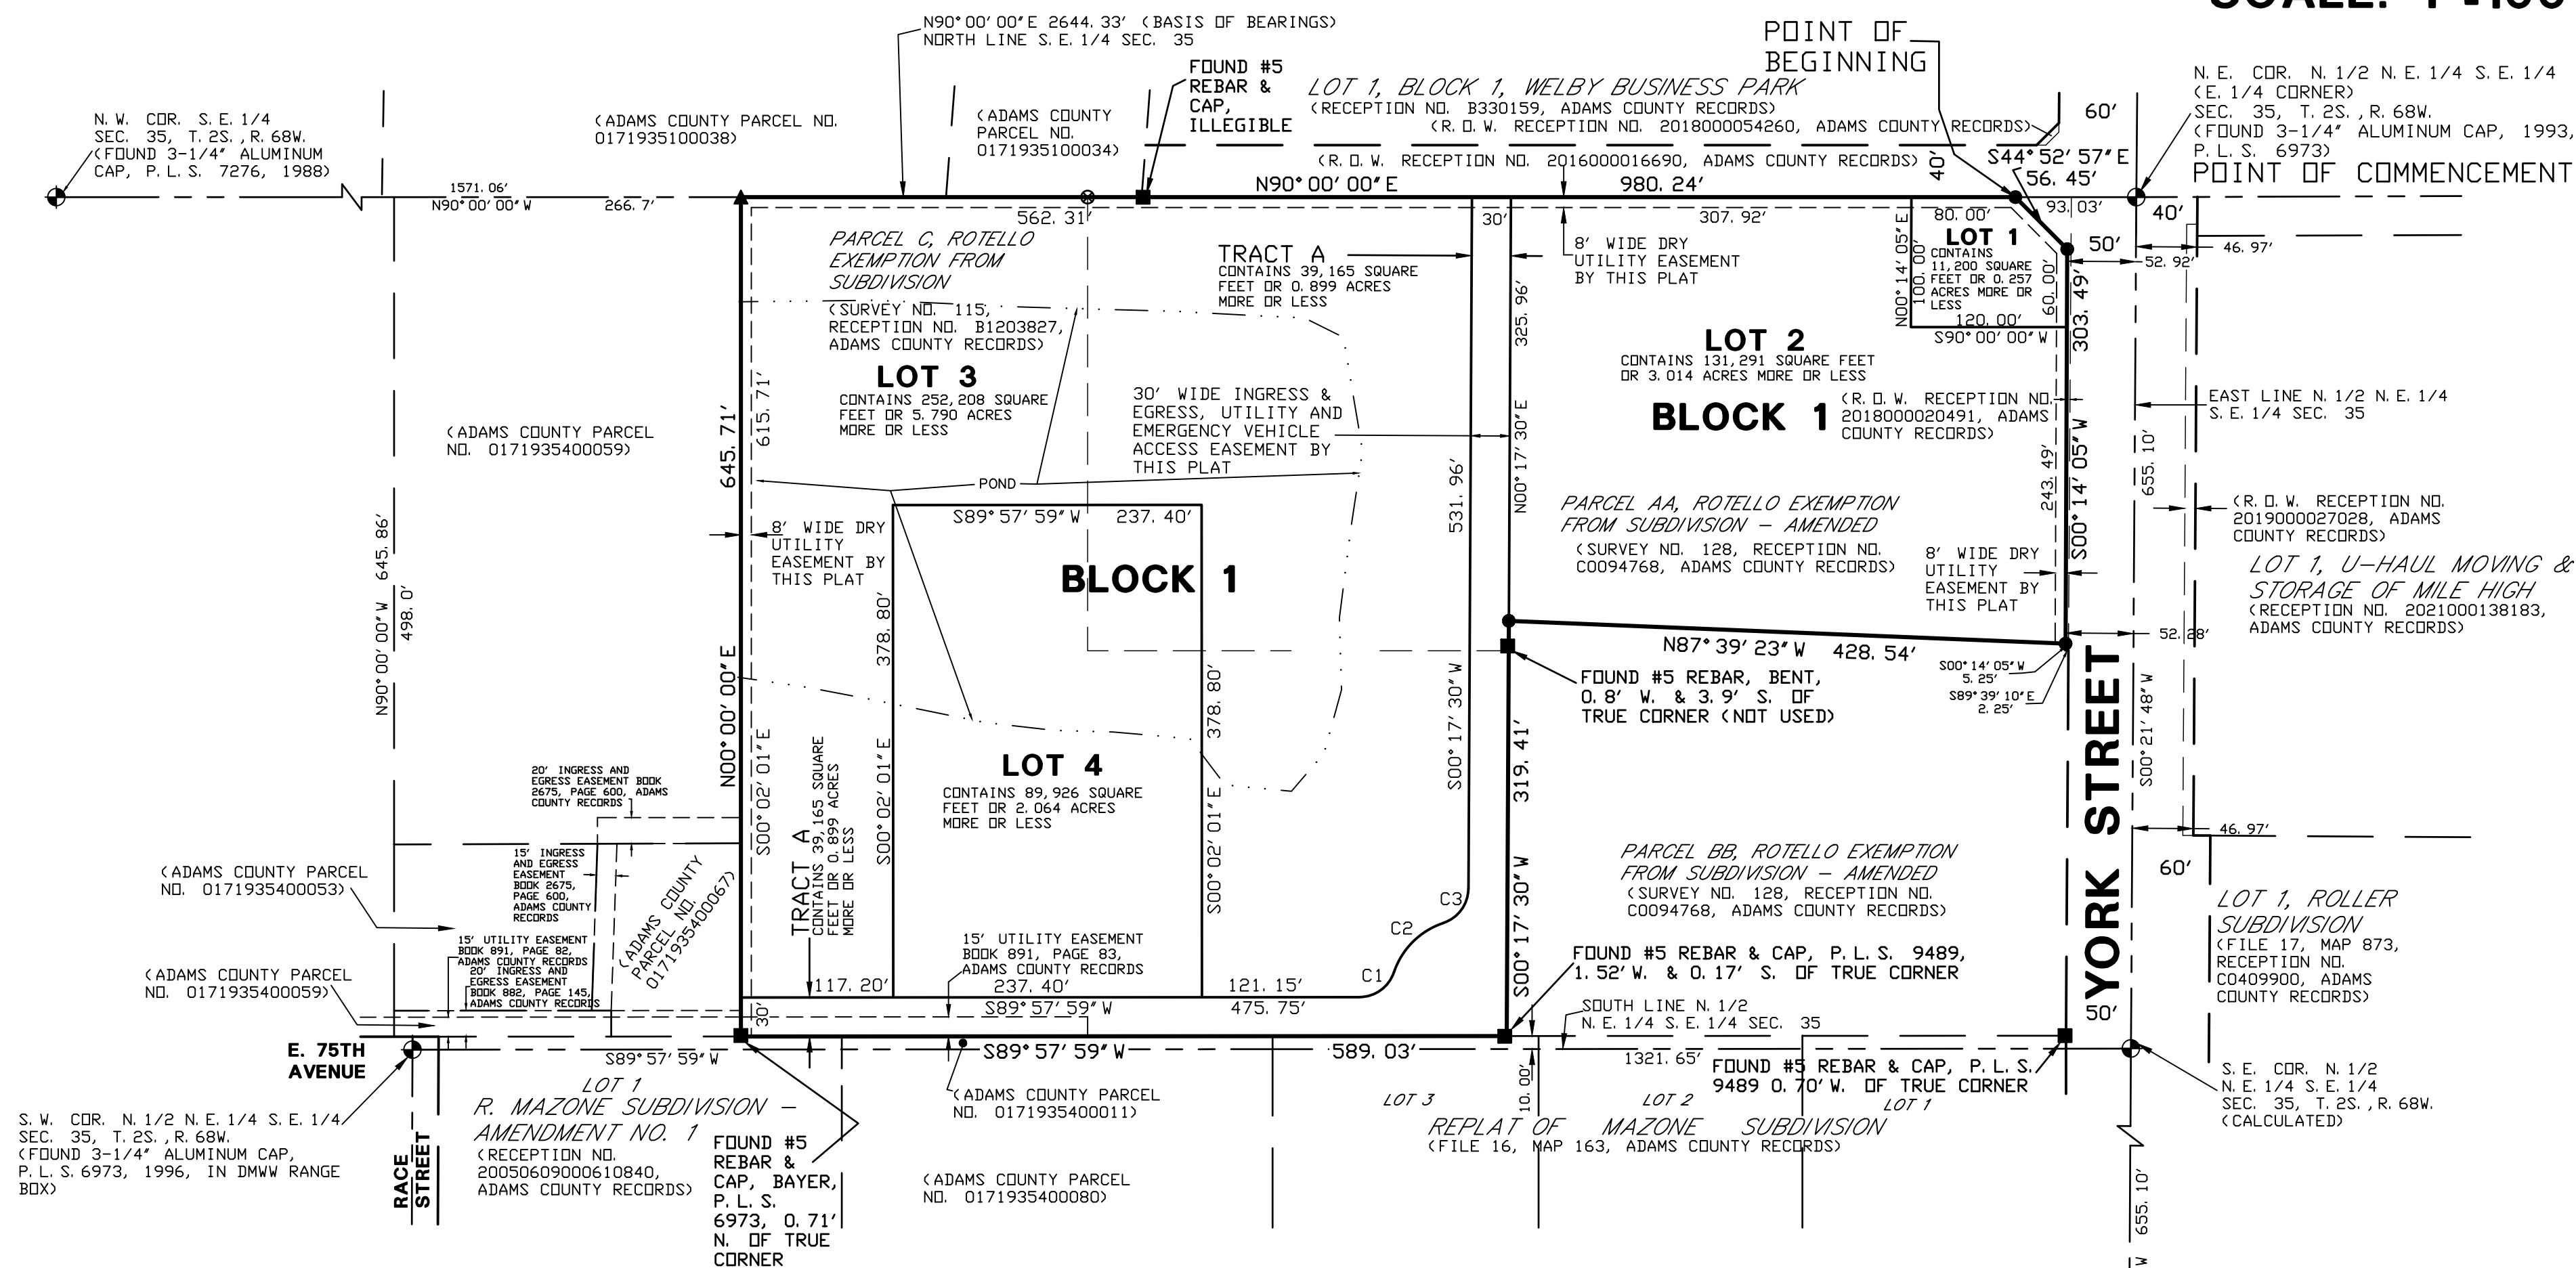 N90°00'00"E 2644.33' (BASIS OF BEARINGS)
NORTH LINE S.E. 1/4 SEC. 35
POINT OF
BEGINNING
N.W. COR. S.E. 1/4
SEC. 35, T.2S., R.68W.
(FOUND 3-1/4" ALUMINUM
CAP, P.L.S. 7276, 1988)
(ADAMS COUNTY PARCEL NO.
0171935100038)
(ADAMS COUNTY
PARCEL NO.
0171935100034)
FOUND #5
REBAR &
CAP,
ILLEGIBLE
LOT 1, BLOCK 1, WELBY BUSINESS PARK
(RECEPTION NO. B330159, ADAMS COUNTY RECORDS)
(R.O.W. RECEPTION NO. 2018000054260, ADAMS COUNTY RECORDS)
(R.O.W. RECEPTION NO. 2016000016690, ADAMS COUNTY RECORDS)
60'
40'
N.E. COR. N.1/2 N.E.1/4 S.E.1/4
(E. 1/4 CORNER)
SEC. 35, T.2S., R.68W.
(FOUND 3-1/4" ALUMINUM CAP, 1993,
P.L.S. 6973)
POINT OF COMMENCEMENT
S44°52'57"E
56.45'
1571.06'
N90°00'00"W
266.7'
N90°00'00"E
980.24'
562.31'
30'
307.92'
80.00'
93.03'
40'
50'
46.97'
52.92'
PARCEL C, ROTELLO
EXEMPTION FROM
SUBDIVISION
(SURVEY NO. 115,
RECEPTION NO. B1203827,
ADAMS COUNTY RECORDS)
LOT 3
CONTAINS 252,208 SQUARE
FEET OR 5.790 ACRES
MORE OR LESS
TRACT A
CONTAINS 39,165 SQUARE
FEET OR 0.899 ACRES
MORE OR LESS
8' WIDE DRY
UTILITY EASEMENT
BY THIS PLAT
N00°14'05"E
100.00'
LOT 1
CONTAINS
11,200 SQUARE
FEET OR 0.257
ACRES MORE OR
LESS
60.00'
120.00'
S90°00'00"W
303.49'
325.96'
LOT 2
CONTAINS 131,291 SQUARE FEET
OR 3.014 ACRES MORE OR LESS
BLOCK 1
(R.O.W. RECEPTION NO.
2018000020491, ADAMS
COUNTY RECORDS)
EAST LINE N.1/2 N.E.1/4
S.E.1/4 SEC. 35
30' WIDE INGRESS &
EGRESS, UTILITY AND
EMERGENCY VEHICLE
ACCESS EASEMENT BY
THIS PLAT
N00°17'30"E
645.71'
615.71'
(ADAMS COUNTY PARCEL
NO. 0171935400059)
POND
531.96'
243.49'
S00°14'05"W
655.10'
PARCEL AA, ROTELLO EXEMPTION
FROM SUBDIVISION - AMENDED
(SURVEY NO. 128, RECEPTION NO.
C0094768, ADAMS COUNTY RECORDS)
(R.O.W. RECEPTION NO.
2019000027028, ADAMS
COUNTY RECORDS)
LOT 1, U-HAUL MOVING &
STORAGE OF MILE HIGH
(RECEPTION NO. 2021000138183,
ADAMS COUNTY RECORDS)
N90°00'00"W 645.86'
498.0'
8' WIDE DRY
UTILITY
EASEMENT BY
THIS PLAT
S89°57'59"W
237.40'
BLOCK 1
378.80'
378.80'
8' WIDE DRY
UTILITY
EASEMENT BY
THIS PLAT
52.28'
N87°39'23"W
428.54'
S00°14'05"W
5.25'
S89°39'10"E
2.25'
FOUND #5 REBAR, BENT,
0.8' W. & 3.9' S. OF
TRUE CORNER (NOT USED)
N00°00'00"E
S00°02'01"E
S00°02'01"E
S00°02'01"E
S00°17'30"W
319.41'
S00°17'30"W
YORK STREET
S00°21'48"W
46.97'
60'
LOT 4
CONTAINS 89,926 SQUARE
FEET OR 2.064 ACRES
MORE OR LESS
20' INGRESS AND
EGRESS EASEMENT BOOK
2675, PAGE 600, ADAMS
COUNTY RECORDS
15' INGRESS
AND EGRESS
EASEMENT
BOOK 2675,
PAGE 600,
ADAMS COUNTY
RECORDS
(ADAMS COUNTY
PARCEL NO.
0171935400067)
TRACT A
CONTAINS 39,165 SQUARE
FEET OR 0.899 ACRES
MORE OR LESS
(ADAMS COUNTY PARCEL
NO. 0171935400053)
(ADAMS COUNTY PARCEL
NO. 0171935400059)
15' UTILITY EASEMENT
BOOK 891, PAGE 82,
ADAMS COUNTY RECORDS
20' INGRESS AND
EGRESS EASEMENT
BOOK 882, PAGE 145,
ADAMS COUNTY RECORDS
C3
C2
C1
15' UTILITY EASEMENT
BOOK 891, PAGE 83,
ADAMS COUNTY RECORDS
117.20'
237.40'
121.15'
30'
S89°57'59"W
475.75'
PARCEL BB, ROTELLO EXEMPTION
FROM SUBDIVISION - AMENDED
(SURVEY NO. 128, RECEPTION NO.
C0094768, ADAMS COUNTY RECORDS)
FOUND #5 REBAR & CAP, P.L.S. 9489,
1.52' W. & 0.17' S. OF TRUE CORNER
LOT 1, ROLLER
SUBDIVISION
(FILE 17, MAP 873,
RECEPTION NO.
C0409900, ADAMS
COUNTY RECORDS)
50'
SOUTH LINE N.1/2
N.E.1/4 S.E.1/4 SEC. 35
E. 75TH
AVENUE
S89°57'59"W
S89°57'59"W
589.03'
1321.65'
10.00'
FOUND #5 REBAR & CAP, P.L.S.
9489 0.70' W. OF TRUE CORNER
S.E. COR. N.1/2
N.E.1/4 S.E.1/4
SEC. 35, T.2S., R.68W.
(CALCULATED)
S.W. COR. N.1/2 N.E.1/4 S.E.1/4
SEC. 35, T.2S., R.68W.
(FOUND 3-1/4" ALUMINUM CAP,
P.L.S. 6973, 1996, IN DMWW RANGE
BOX)
RACE
STREET
LOT 1
R. MAZONE SUBDIVISION -
AMENDMENT NO. 1
(RECEPTION NO.
20050609000610840,
ADAMS COUNTY RECORDS)
FOUND #5
REBAR &
CAP, BAYER,
P.L.S.
6973, 0.71'
N. OF TRUE
CORNER
(ADAMS COUNTY PARCEL
NO. 0171935400011)
(ADAMS COUNTY PARCEL
NO. 0171935400080)
LOT 3
LOT 2
LOT 1
REPLAT OF MAZONE SUBDIVISION
(FILE 16, MAP 163, ADAMS COUNTY RECORDS)
W 655.10'